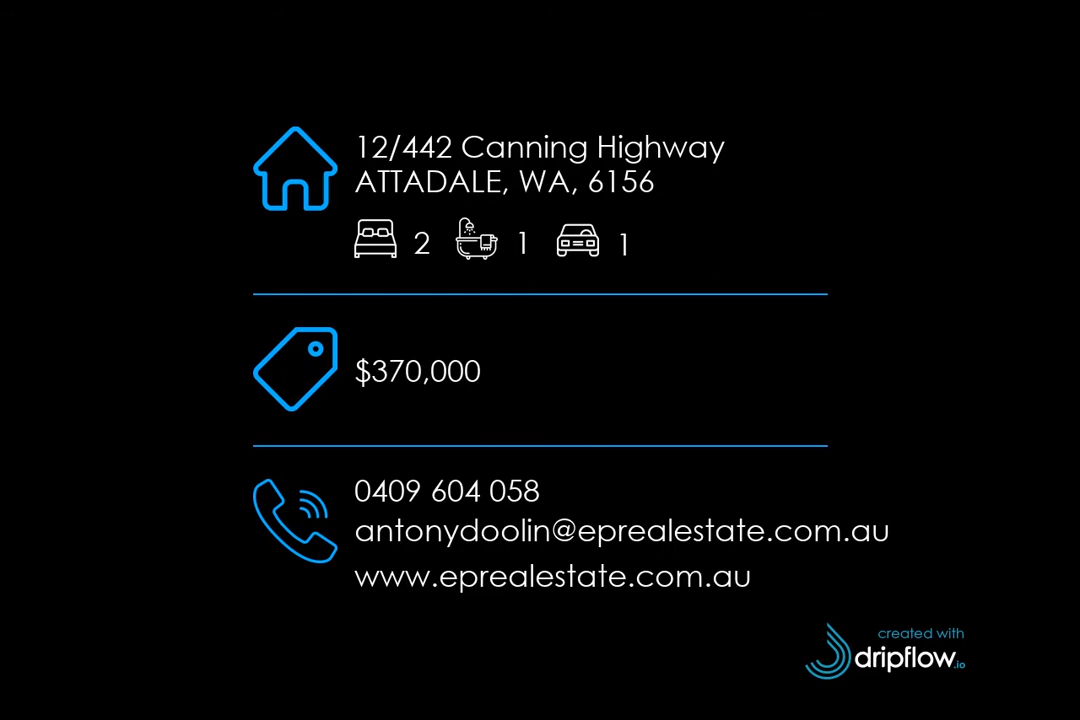 12/442 Canning Highway
ATTADALE, WA, 6156
2 1 1
$370,000
0409 604 058
antonydoolin@eprealestate.com.au
www.eprealestate.com.au
created with
dripflow.io